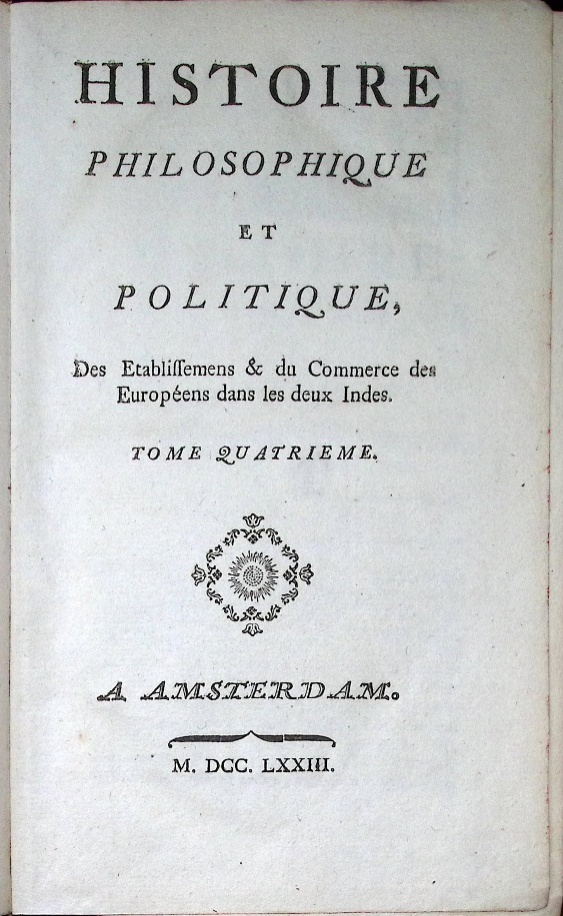 HISTOIRE
PHILOSOPHIQUE
ET
POLITIQUE,
Des Etabliſſemens & du Commerce des
Européens dans les deux Indes.
TOME QUATRIEME.
A AMSTERDAM.
M. DCC. LXXIII.